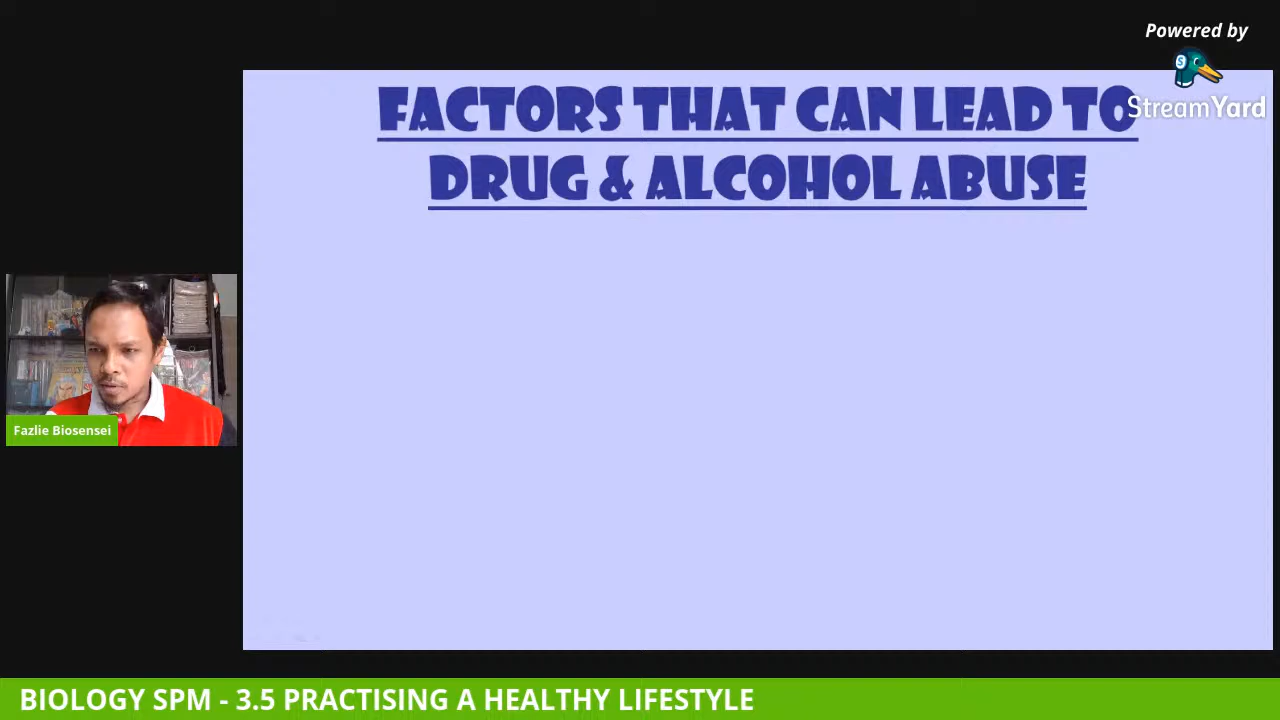 Powered by
StreamYard
FACTORS THAT CAN LEAD TO
DRUG & ALCOHOL ABUSE
Fazlie Biosensei
BIOLOGY SPM - 3.5 PRACTISING A HEALTHY LIFESTYLE